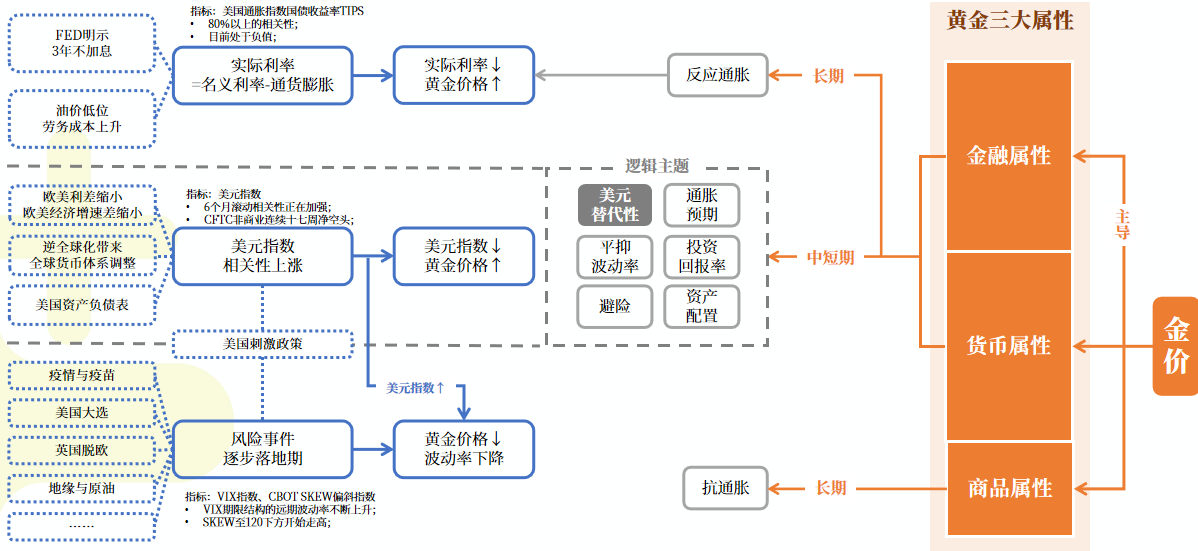 黄金三大属性
指标：美国通胀指数国债收益率TIPS
• 80%以上的相关性；
• 目前处于负值；
FED明示
3年不加息
油价低位
劳务成本上升
实际利率
=名义利率-通货膨胀
实际利率↓
黄金价格↑
反应通胀
长期
金融属性
逻辑主题
指标：美元指数
• 6个月滚动相关性正在加强；
• CFTC非商业连续十七周净空头；
欧美利差缩小
欧美经济增速差缩小
逆全球化带来
全球货币体系调整
美国资产负债表
美元指数
相关性上涨
美元指数↓
黄金价格↑
美元
替代性
通胀
预期
平抑
波动率
投资
回报率
避险
资产
配置
中短期
主导
货币属性
金
价
美国刺激政策
美元指数↑
疫情与疫苗
美国大选
英国脱欧
地缘与原油
……
风险事件
逐步落地期
黄金价格↓
波动率下降
抗通胀
长期
商品属性
指标：VIX指数、CBOT SKEW偏斜指数
• VIX期限结构的远期波动率不断上升；
• SKEW至120下方开始走高；